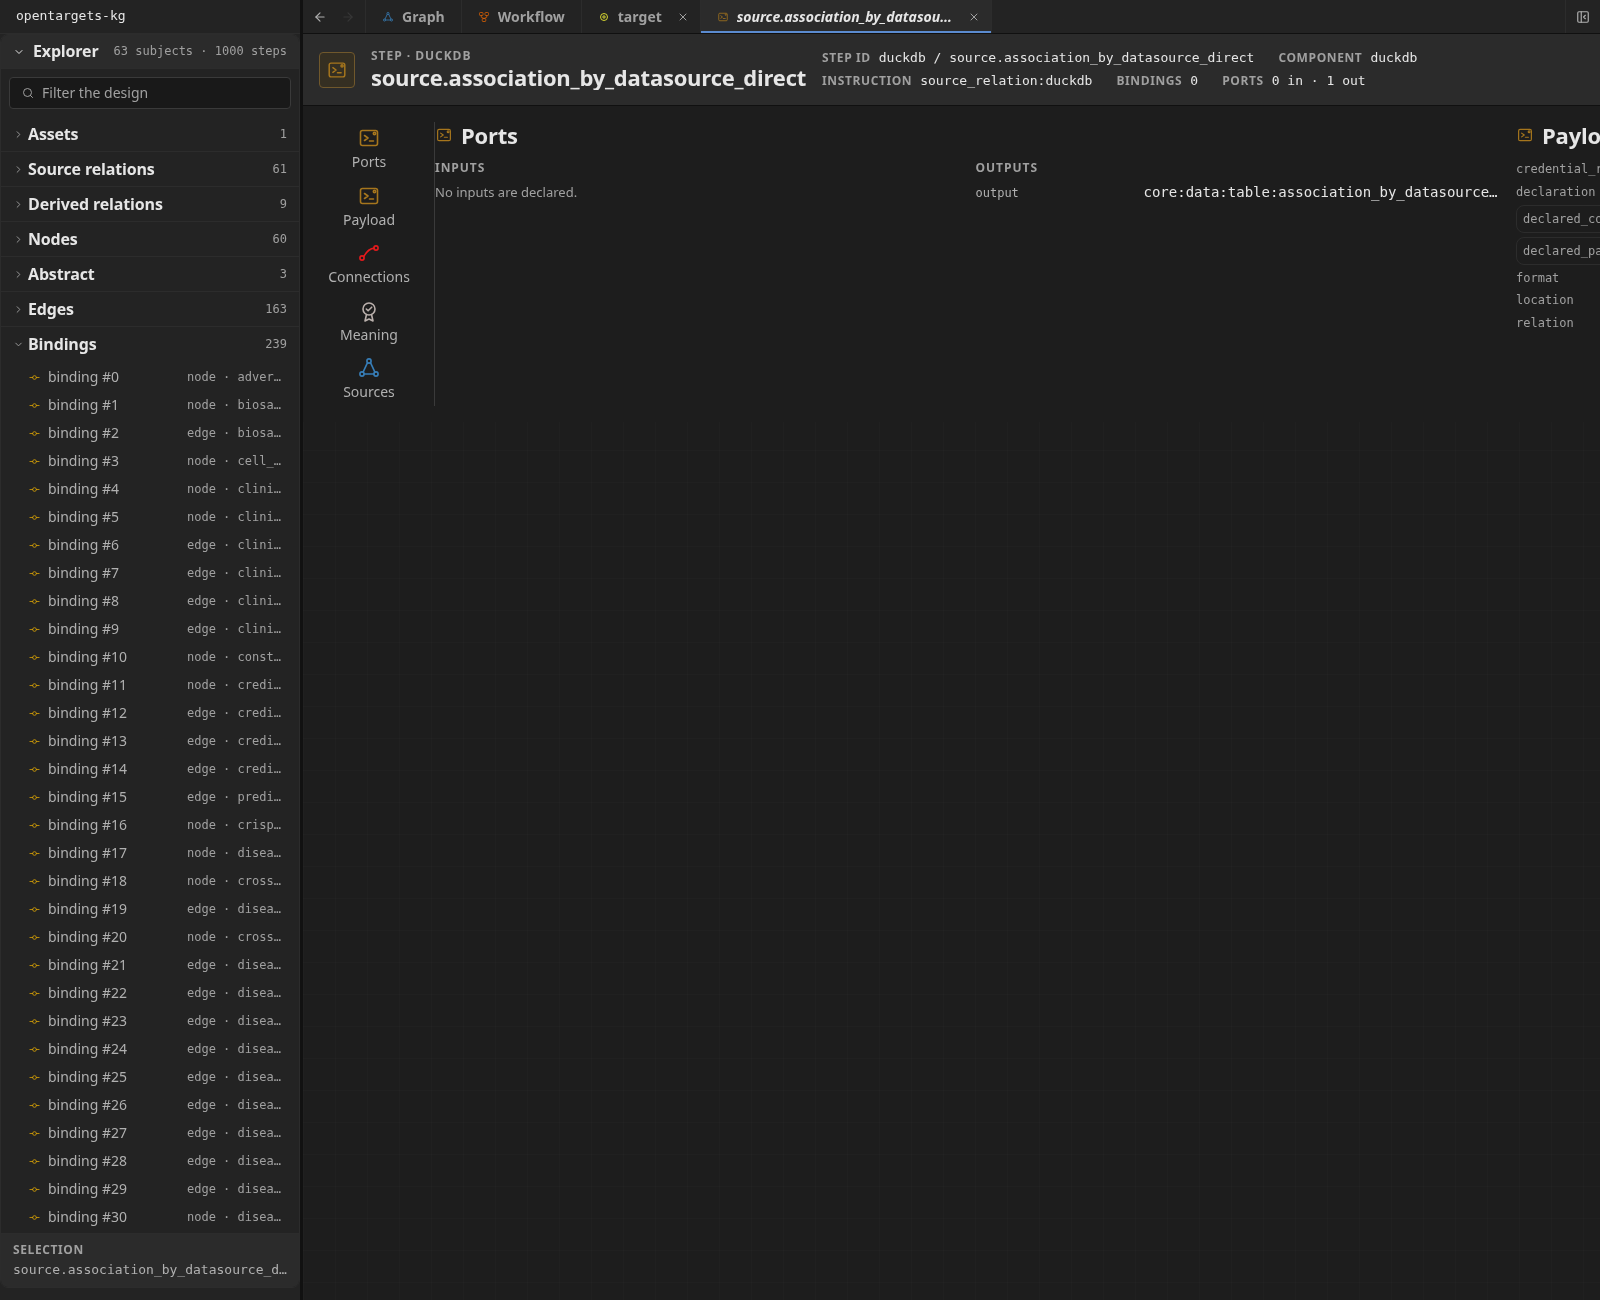 opentargets-kg
Explorer 63 subjects · 1000 steps
Filter the design
Assets 1
Source relations 61
Derived relations 9
Nodes 60
Abstract 3
Edges 163
Bindings 239
binding #0 node · adver…
binding #1 node · biosa…
binding #2 edge · biosa…
binding #3 node · cell_…
binding #4 node · clini…
binding #5 node · clini…
binding #6 edge · clini…
binding #7 edge · clini…
binding #8 edge · clini…
binding #9 edge · clini…
binding #10 node · const…
binding #11 node · credi…
binding #12 edge · credi…
binding #13 edge · credi…
binding #14 edge · credi…
binding #15 edge · predi…
binding #16 node · crisp…
binding #17 node · disea…
binding #18 node · cross…
binding #19 edge · disea…
binding #20 node · cross…
binding #21 edge · disea…
binding #22 edge · disea…
binding #23 edge · disea…
binding #24 edge · disea…
binding #25 edge · disea…
binding #26 edge · disea…
binding #27 edge · disea…
binding #28 edge · disea…
binding #29 edge · disea…
binding #30 node · disea…
SELECTION
source.association_by_datasource_d…
Graph Workflow target source.association_by_datasou…
STEP · DUCKDB
source.association_by_datasource_direct
STEP ID duckdb / source.association_by_datasource_direct COMPONENT duckdb
INSTRUCTION source_relation:duckdb BINDINGS 0 PORTS 0 in · 1 out
Ports
Payload
Connections
Meaning
Sources
Ports
INPUTS
No inputs are declared.
OUTPUTS
output core:data:table:association_by_datasource…
Paylo
credential_r
declaration
declared_co
declared_pa
format
location
relation